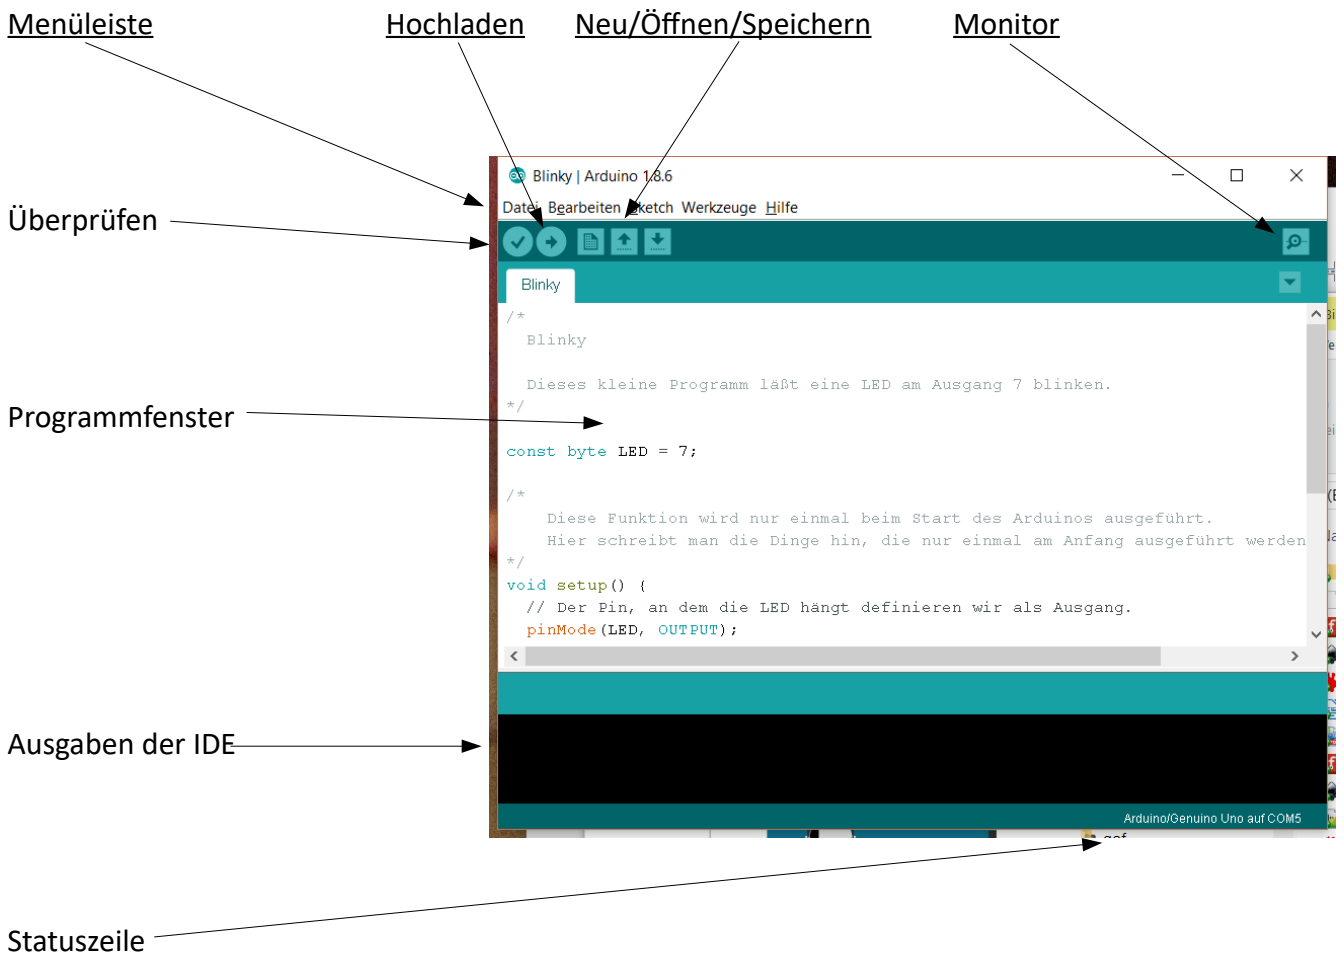 Menüleiste Hochladen Neu/Öffnen/Speichern Monitor
Blinky | Arduino 1.8.6
Datei Bearbeiten Sketch Werkzeuge Hilfe
Überprüfen
Blinky
/*
Blinky
Dieses kleine Programm läßt eine LED am Ausgang 7 blinken.
*/
Programmfenster
const byte LED = 7;
/*
Diese Funktion wird nur einmal beim Start des Arduinos ausgeführt.
Hier schreibt man die Dinge hin, die nur einmal am Anfang ausgeführt werden
*/
void setup() {
// Der Pin, an dem die LED hängt definieren wir als Ausgang.
pinMode(LED, OUTPUT);
Ausgaben der IDE
Arduino/Genuino Uno auf COM5
Statuszeile